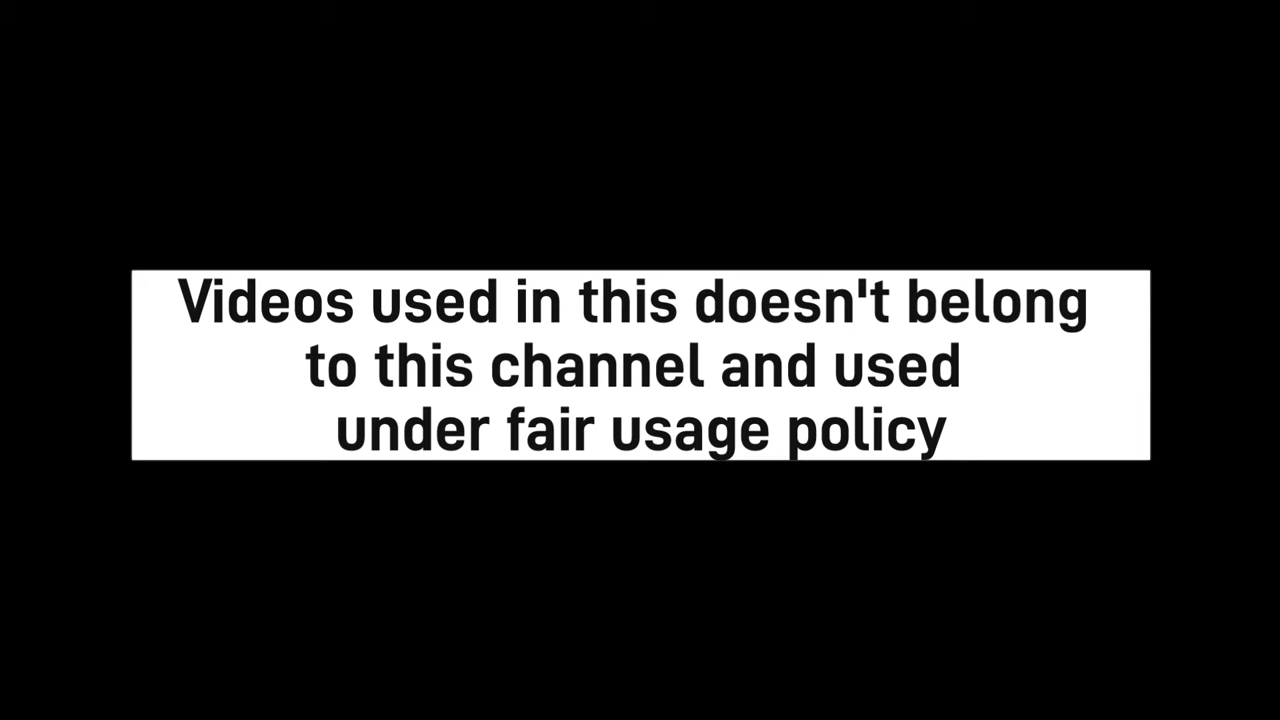 Videos used in this doesn't belong
to this channel and used
under fair usage policy